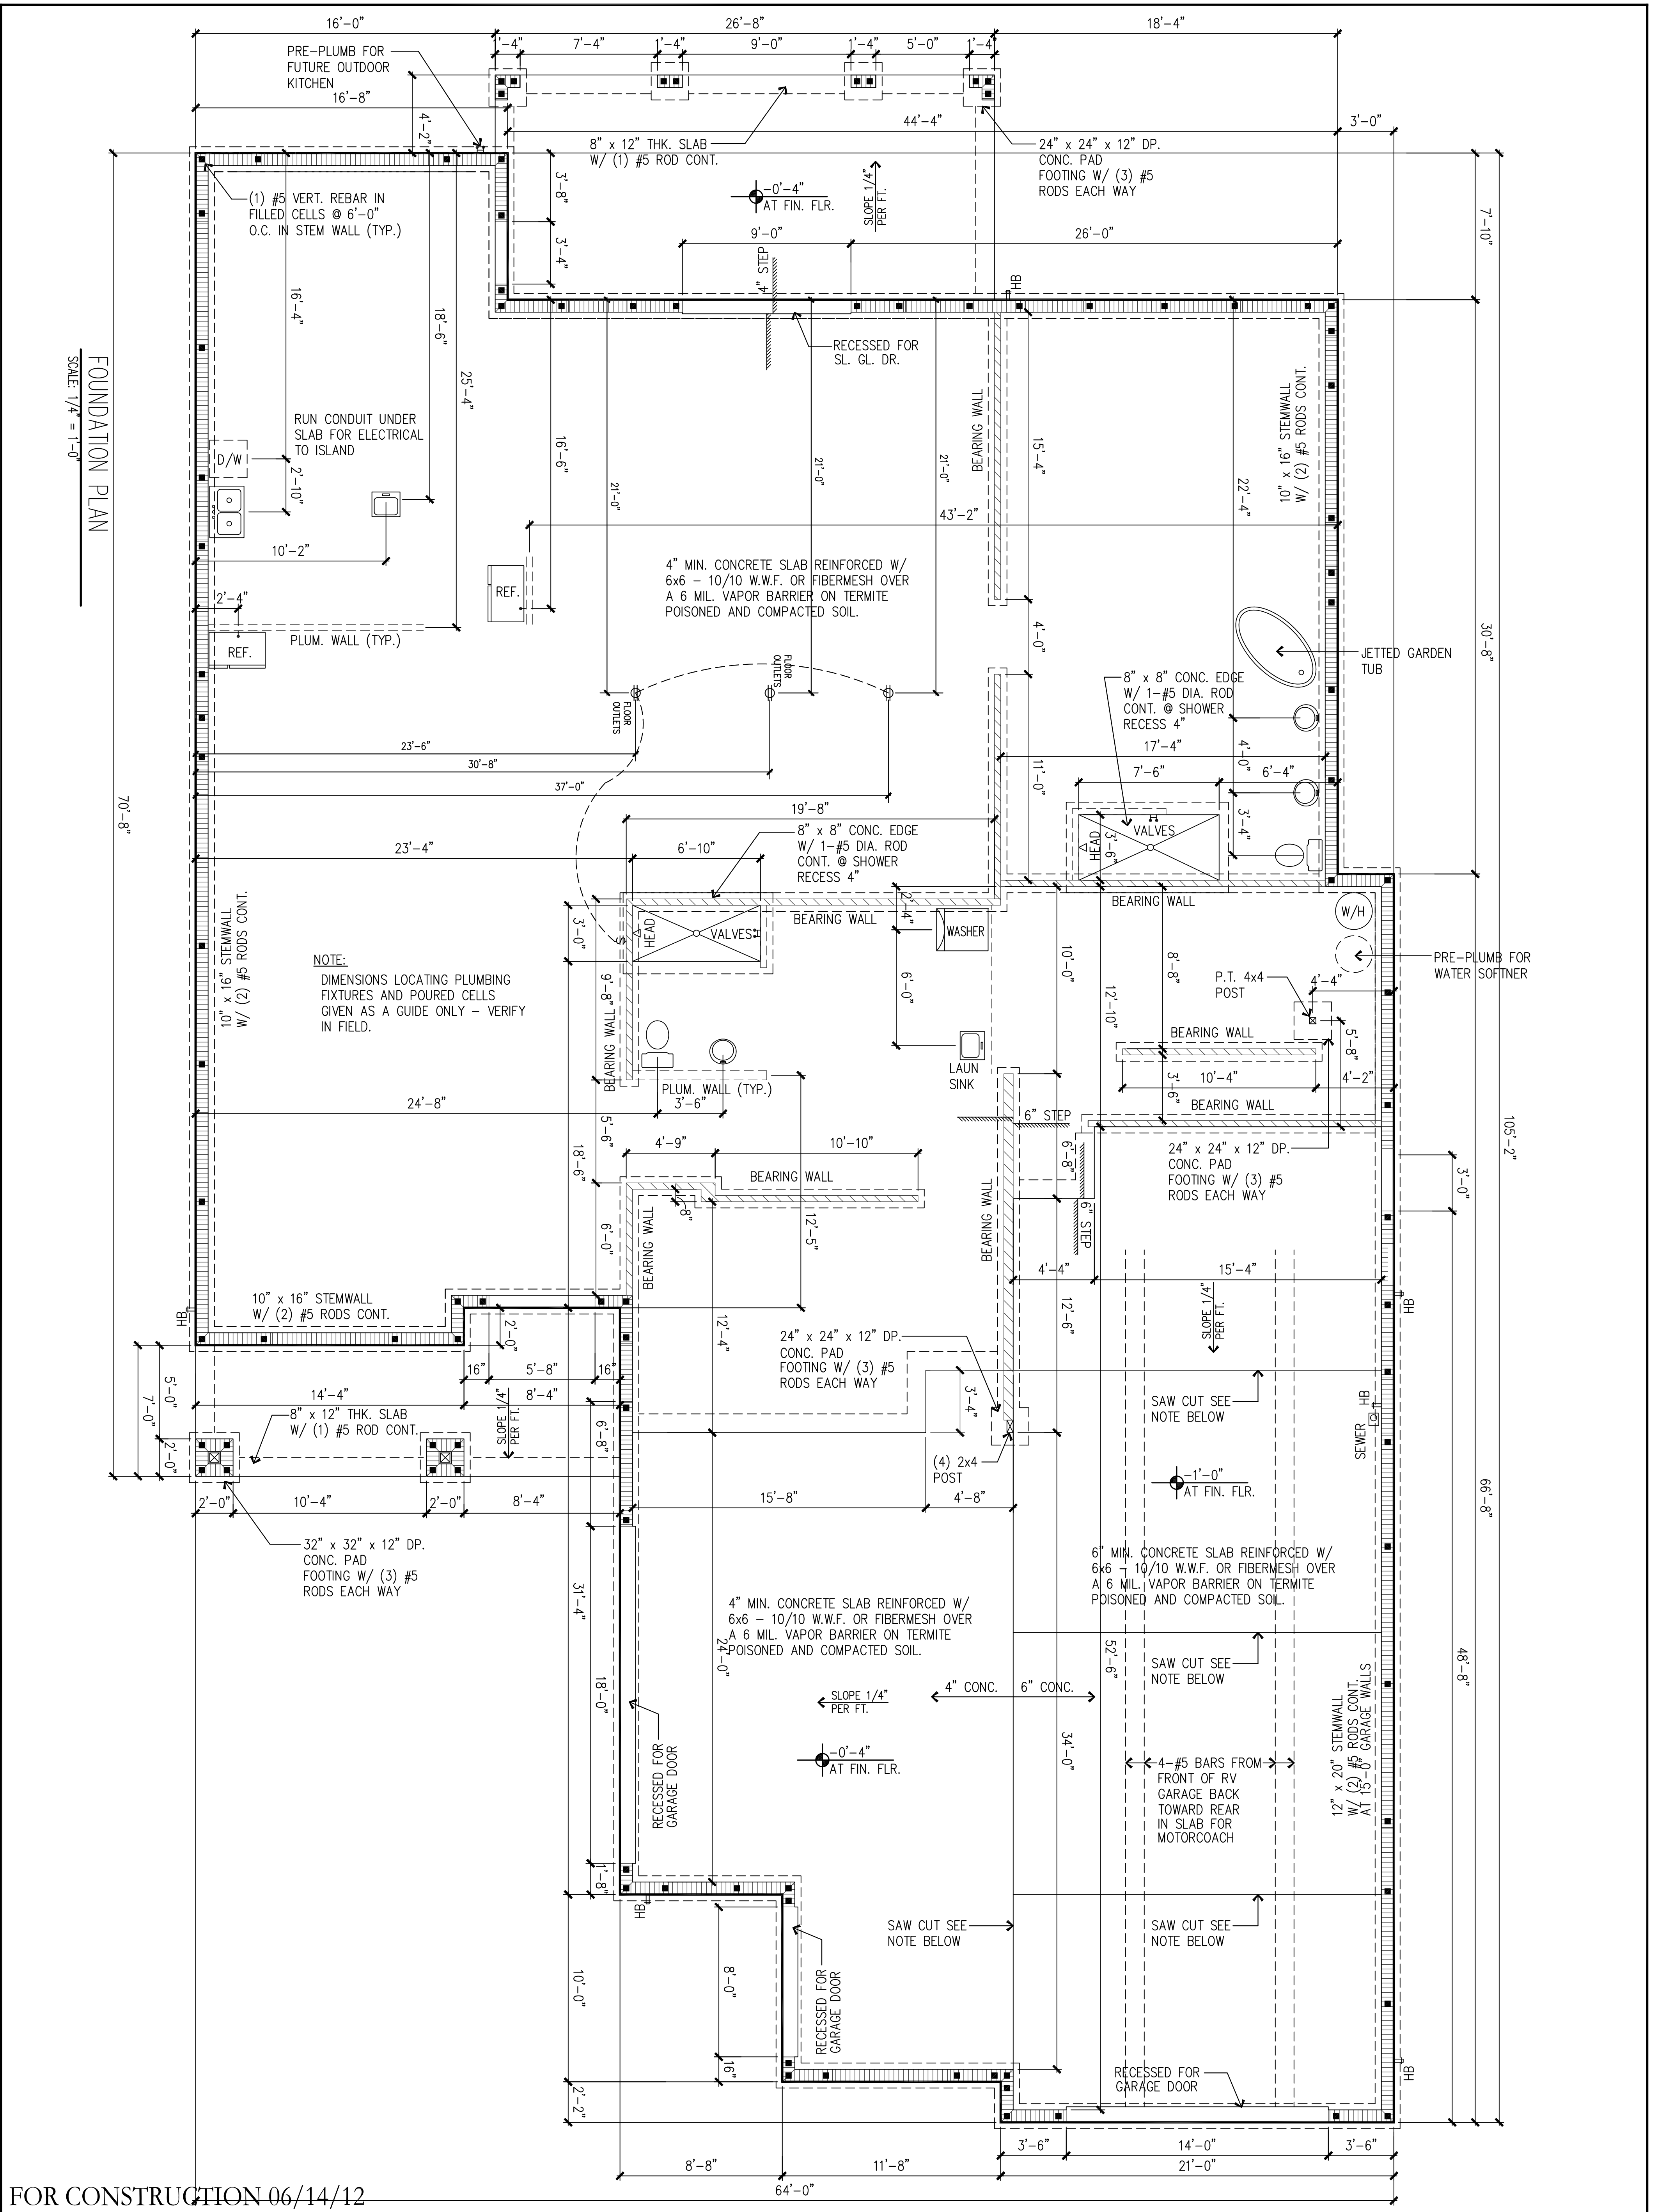 16'-0"
26'-8"
18'-4"
1'-4"
7'-4"
1'-4"
9'-0"
1'-4"
5'-0"
1'-4"
PRE-PLUMB FOR
FUTURE OUTDOOR
KITCHEN
16'-8"
4'-2"
44'-4"
3'-0"
8" x 12" THK. SLAB
W/ (1) #5 ROD CONT.
24" x 24" x 12" DP.
CONC. PAD
FOOTING W/ (3) #5
RODS EACH WAY
(1) #5 VERT. REBAR IN
FILLED CELLS @ 6'-0"
O.C. IN STEM WALL (TYP.)
3'-8"
3'-4"
-0'-4"
AT FIN. FLR.
SLOPE 1/4"
PER FT.
7'-10"
9'-0"
26'-0"
4" STEP
HB
16'-4"
18'-6"
25'-4"
RECESSED FOR
SL. GL. DR.
FOUNDATION PLAN
SCALE: 1/4" = 1'-0"
RUN CONDUIT UNDER
SLAB FOR ELECTRICAL
TO ISLAND
D/W
2'-10"
16'-6"
21'-0"
21'-0"
21'-0"
BEARING WALL
15'-4"
22'-4"
10" x 16" STEMWALL
W/ (2) #5 RODS CONT.
43'-2"
10'-2"
4" MIN. CONCRETE SLAB REINFORCED W/
6x6 - 10/10 W.W.F. OR FIBERMESH OVER
A 6 MIL. VAPOR BARRIER ON TERMITE
POISONED AND COMPACTED SOIL.
REF.
2'-4"
REF.
PLUM. WALL (TYP.)
4'-0"
30'-8"
JETTED GARDEN
TUB
FLOOR
OUTLETS
FLOOR
OUTLETS
8" x 8" CONC. EDGE
W/ 1-#5 DIA. ROD
CONT. @ SHOWER
RECESS 4"
23'-6"
30'-8"
37'-0"
17'-4"
11'-0"
4'-0"
7'-6"
6'-4"
70'-8"
19'-8"
8" x 8" CONC. EDGE
W/ 1-#5 DIA. ROD
CONT. @ SHOWER
RECESS 4"
VALVES
HEAD
3'-6"
3'-4"
23'-4"
6'-10"
10" x 16" STEMWALL
W/ (2) #5 RODS CONT.
3'-0"
HEAD
VALVES
BEARING WALL
2'-4"
WASHER
BEARING WALL
W/H
PRE-PLUMB FOR
WATER SOFTNER
NOTE:
DIMENSIONS LOCATING PLUMBING
FIXTURES AND POURED CELLS
GIVEN AS A GUIDE ONLY - VERIFY
IN FIELD.
9'-8"
BEARING WALL
6'-0"
10'-0"
8'-8"
12'-10"
P.T. 4x4
POST
4'-4"
BEARING WALL
5'-8"
LAUN
SINK
PLUM. WALL (TYP.)
10'-4"
4'-2"
3'-6"
24'-8"
3'-6"
BEARING WALL
6" STEP
105'-2"
5'-6"
18'-6"
4'-9"
10'-10"
BEARING WALL
6'-8"
24" x 24" x 12" DP.
CONC. PAD
FOOTING W/ (3) #5
RODS EACH WAY
3'-0"
8"
12'-5"
6'-0"
BEARING WALL
BEARING WALL
6" STEP
4'-4"
15'-4"
10" x 16" STEMWALL
W/ (2) #5 RODS CONT.
HB
2'-0"
12'-4"
12'-6"
SLOPE 1/4"
PER FT.
HB
24" x 24" x 12" DP.
CONC. PAD
FOOTING W/ (3) #5
RODS EACH WAY
16"
5'-8"
16"
5'-0"
7'-0"
14'-4"
8'-4"
8" x 12" THK. SLAB
W/ (1) #5 ROD CONT.
SLOPE 1/4"
PER FT.
6'-8"
3'-4"
SAW CUT SEE
NOTE BELOW
HB
SEWER
2'-0"
(4) 2x4
POST
-1'-0"
AT FIN. FLR.
66'-8"
2'-0"
10'-4"
2'-0"
8'-4"
15'-8"
4'-8"
32" x 32" x 12" DP.
CONC. PAD
FOOTING W/ (3) #5
RODS EACH WAY
31'-4"
6" MIN. CONCRETE SLAB REINFORCED W/
6x6 - 10/10 W.W.F. OR FIBERMESH OVER
A 6 MIL. VAPOR BARRIER ON TERMITE
POISONED AND COMPACTED SOIL.
4" MIN. CONCRETE SLAB REINFORCED W/
6x6 - 10/10 W.W.F. OR FIBERMESH OVER
A 6 MIL. VAPOR BARRIER ON TERMITE
POISONED AND COMPACTED SOIL.
24'-0"
52'-6"
48'-8"
SAW CUT SEE
NOTE BELOW
18'-0"
SLOPE 1/4"
PER FT.
4" CONC.
6" CONC.
12" x 20" STEMWALL
W/ (2) #5 RODS CONT.
AT 15'-0" GARAGE WALLS
RECESSED FOR
GARAGE DOOR
-0'-4"
AT FIN. FLR.
34'-0"
4-#5 BARS FROM
FRONT OF RV
GARAGE BACK
TOWARD REAR
IN SLAB FOR
MOTORCOACH
1'-8"
HB
SAW CUT SEE
NOTE BELOW
SAW CUT SEE
NOTE BELOW
10'-0"
8'-0"
RECESSED FOR
GARAGE DOOR
16"
RECESSED FOR
GARAGE DOOR
HB
2'-2"
3'-6"
14'-0"
3'-6"
8'-8"
11'-8"
21'-0"
64'-0"
FOR CONSTRUCTION 06/14/12